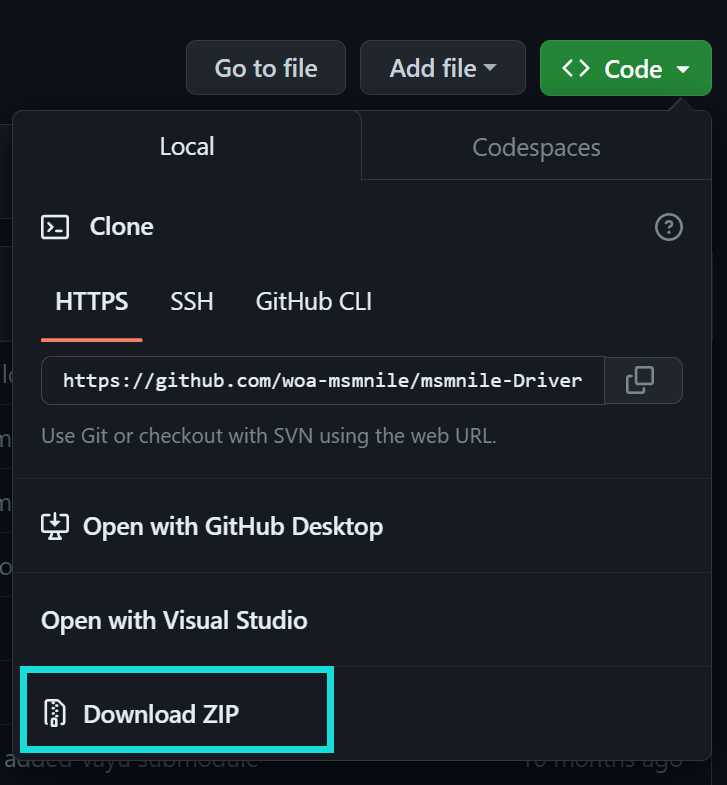 Go to file Add file Code
Local Codespaces
Clone
HTTPS SSH GitHub CLI
https://github.com/woa-msmnile/msmnile-Driver
Use Git or checkout with SVN using the web URL.
Open with GitHub Desktop
Open with Visual Studio
Download ZIP
added vayu submodule 10 months ago